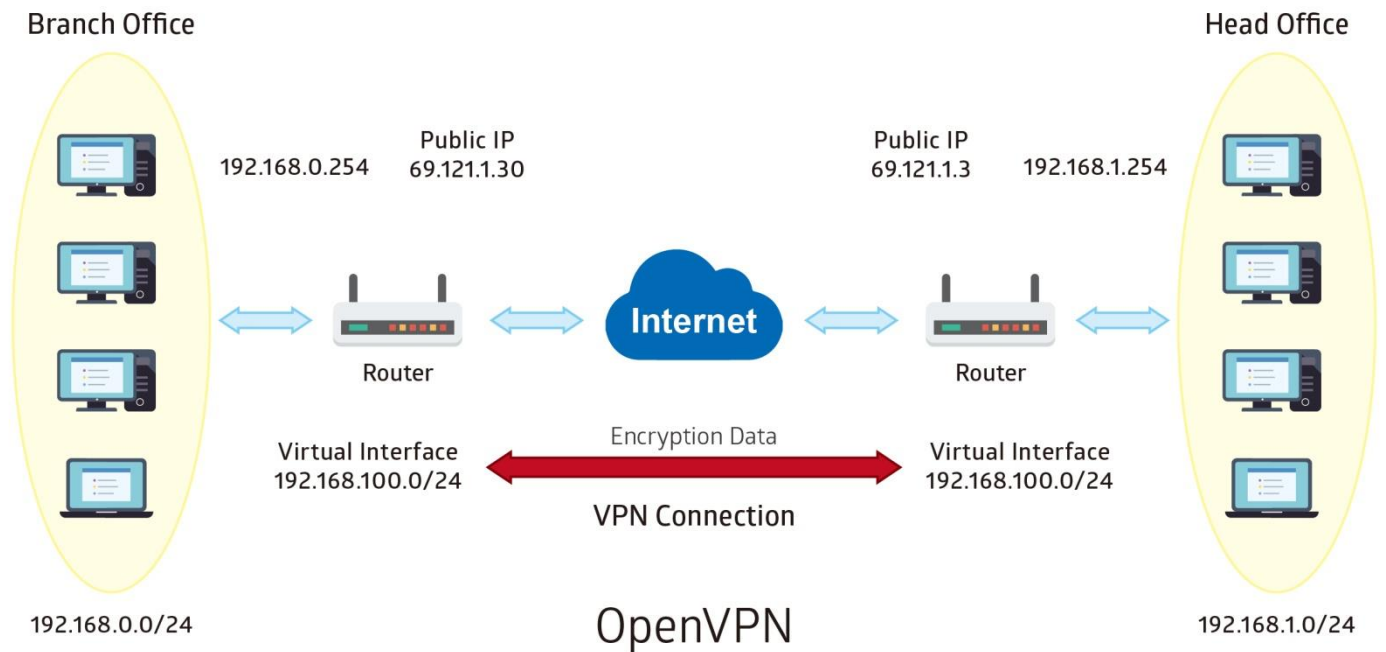 Branch Office
Head Office
Public IP
69.121.1.30
192.168.0.254
Public IP
69.121.1.3
192.168.1.254
Internet
Router
Router
Virtual Interface
192.168.100.0/24
Encryption Data
VPN Connection
Virtual Interface
192.168.100.0/24
192.168.0.0/24
OpenVPN
192.168.1.0/24